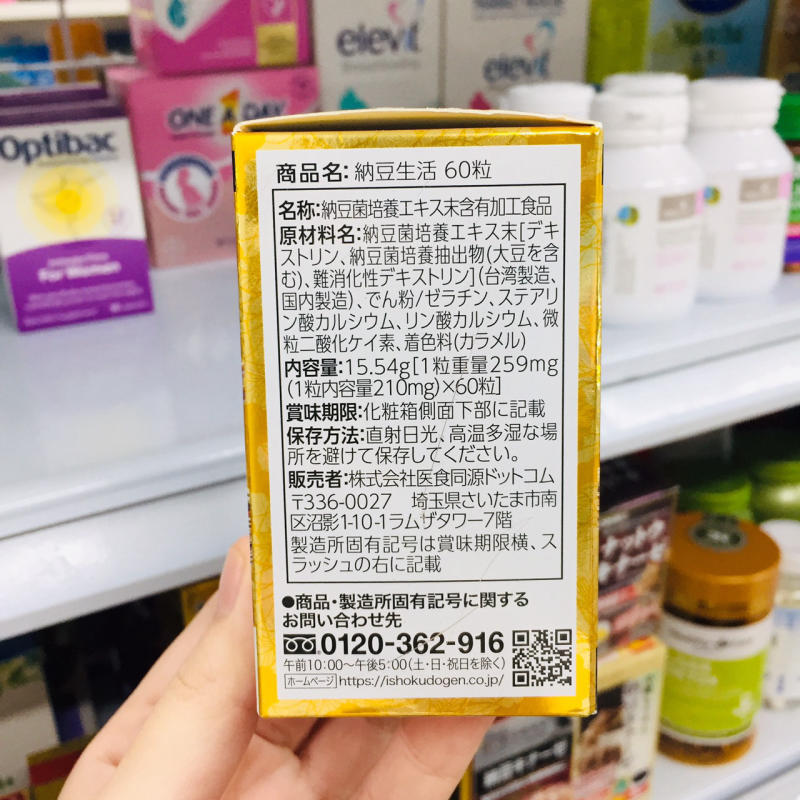 elevit
elevit
ONE A DAY
Optibac
For Women
商品名：納豆生活 60粒
名称：納豆菌培養エキス末含有加工食品
原材料名：納豆菌培養エキス末[デキ
ストリン、納豆菌培養抽出物(大豆を含
む)、難消化性デキストリン](台湾製造、
国内製造)、でん粉/ゼラチン、ステアリ
ン酸カルシウム、リン酸カルシウム、微
粒二酸化ケイ素、着色料(カラメル)
内容量：15.54g[1粒重量259mg
(1粒内容量210mg)×60粒]
賞味期限：化粧箱側面下部に記載
保存方法：直射日光、高温多湿な場
所を避けて保存してください。
販売者：株式会社医食同源ドットコム
〒336-0027　埼玉県さいたま市南
区沼影1-10-1ラムザタワー7階
製造所固有記号は賞味期限横、ス
ラッシュの右に記載
●商品・製造所固有記号に関する
お問い合わせ先
0120-362-916
午前10:00～午後5:00(土・日・祝日を除く)
ホームページ https://ishokudogen.co.jp/